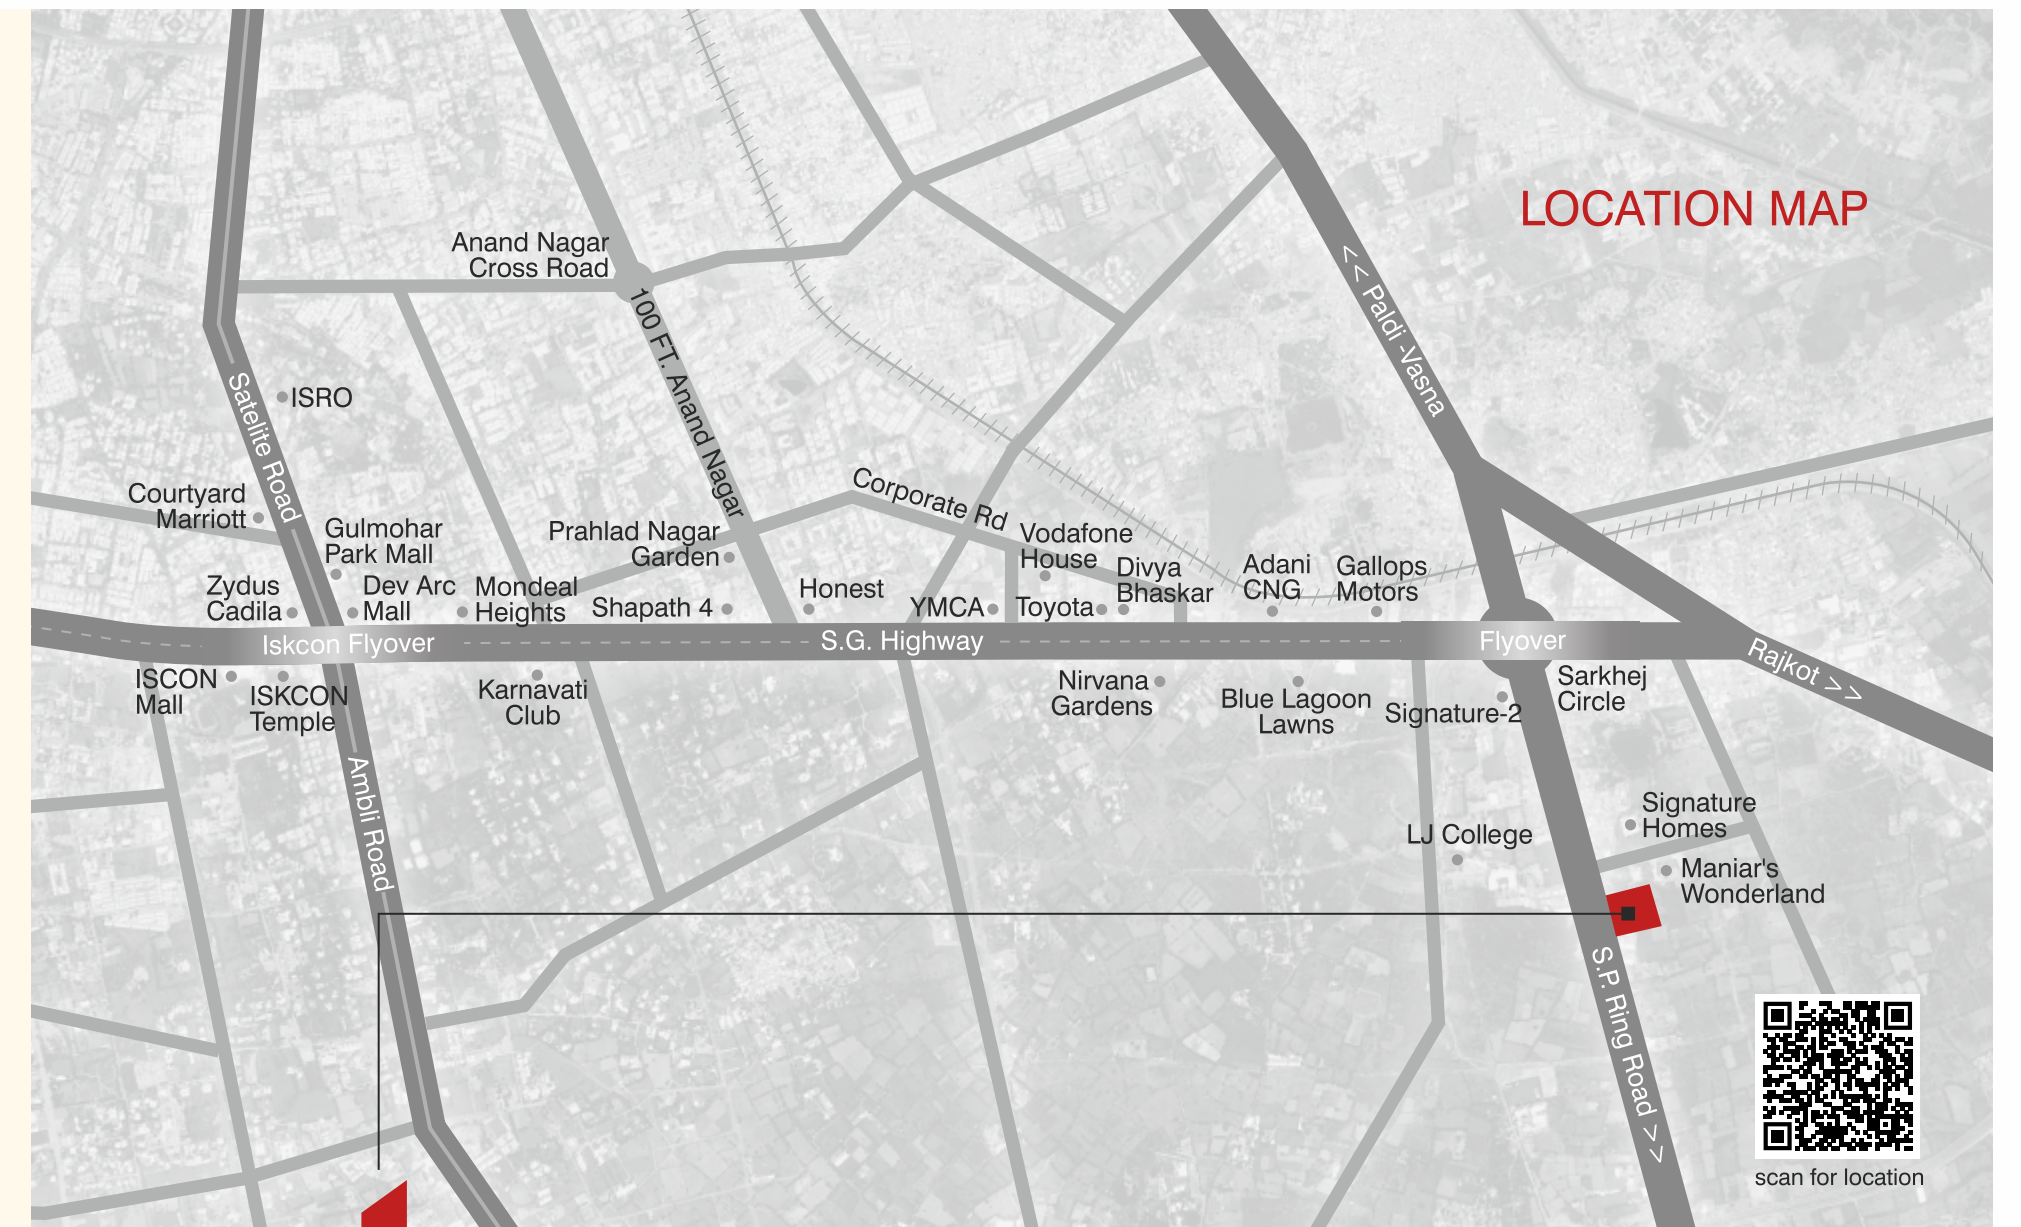 LOCATION MAP
Anand Nagar
Cross Road
<< Paldi -Vasna
100 FT. Anand Nagar
Satelite Road
ISRO
Courtyard
Marriott
Gulmohar
Park Mall
Prahlad Nagar
Garden
Corporate Rd
Vodafone
House
Divya
Bhaskar
Adani
CNG
Gallops
Motors
Zydus
Cadila
Dev Arc
Mall
Mondeal
Heights
Shapath 4
Honest
YMCA
Toyota
Iskcon Flyover
S.G. Highway
Flyover
Rajkot >>
ISCON
Mall
ISKCON
Temple
Karnavati
Club
Nirvana
Gardens
Blue Lagoon
Lawns
Signature-2
Sarkhej
Circle
Ambli Road
LJ College
Signature
Homes
Maniar's
Wonderland
S.P. Ring Road >>
scan for location